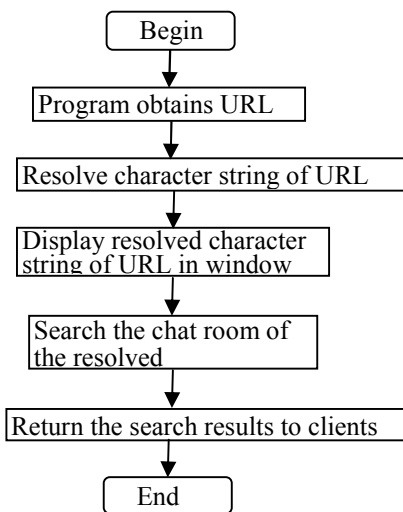 Begin
Program obtains URL
Resolve character string of URL
Display resolved character
string of URL in window
Search the chat room of
the resolved
Return the search results to clients
End